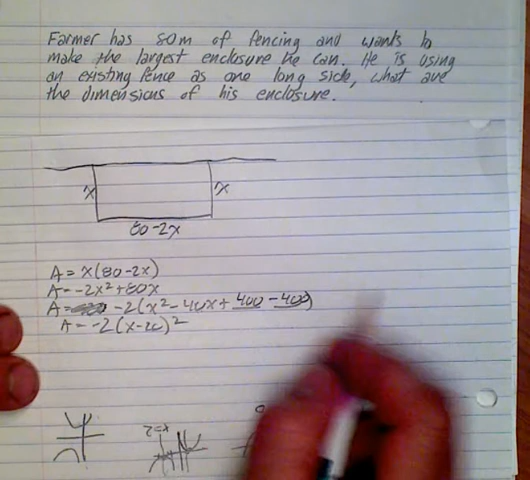 Farmer has 80m of fencing and wants to
make the largest enclosure he can. He is using
an existing fence as one long side, what are
the dimensions of his enclosure.
x x
80-2x
A = x(80-2x)
A = -2x²+80x
A = -2(x²-40x+400-400)
A = -2(x-20)²